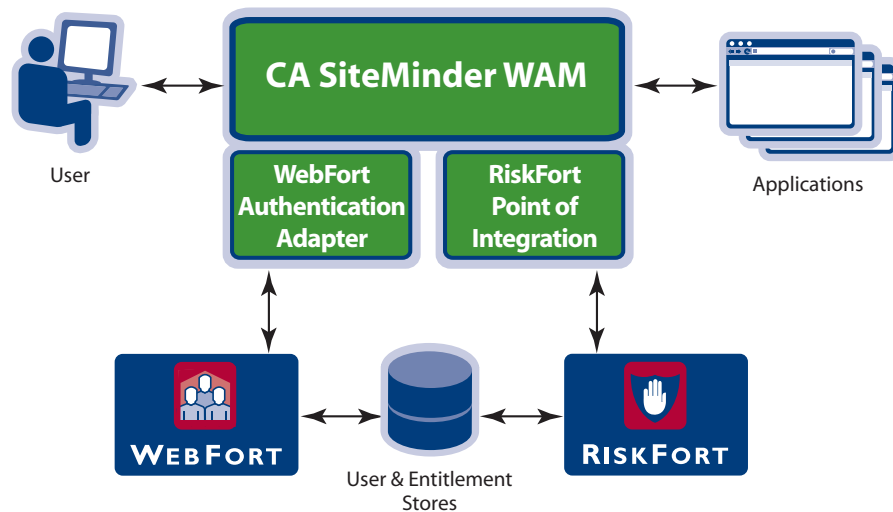 CA SiteMinder WAM
User
Applications
WebFort
Authentication
Adapter
RiskFort
Point of
Integration
WEBFORT
RISKFORT
User & Entitlement
Stores